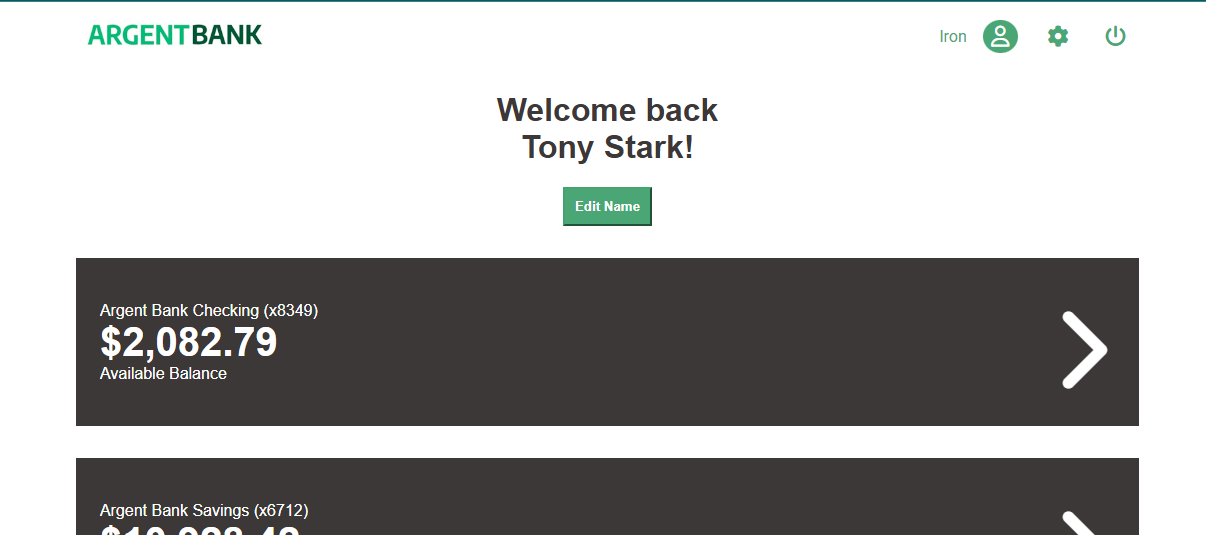 ARGENTBANK
Iron
Welcome back
Tony Stark!
Edit Name
Argent Bank Checking (x8349)
$2,082.79
Available Balance
Argent Bank Savings (x6712)